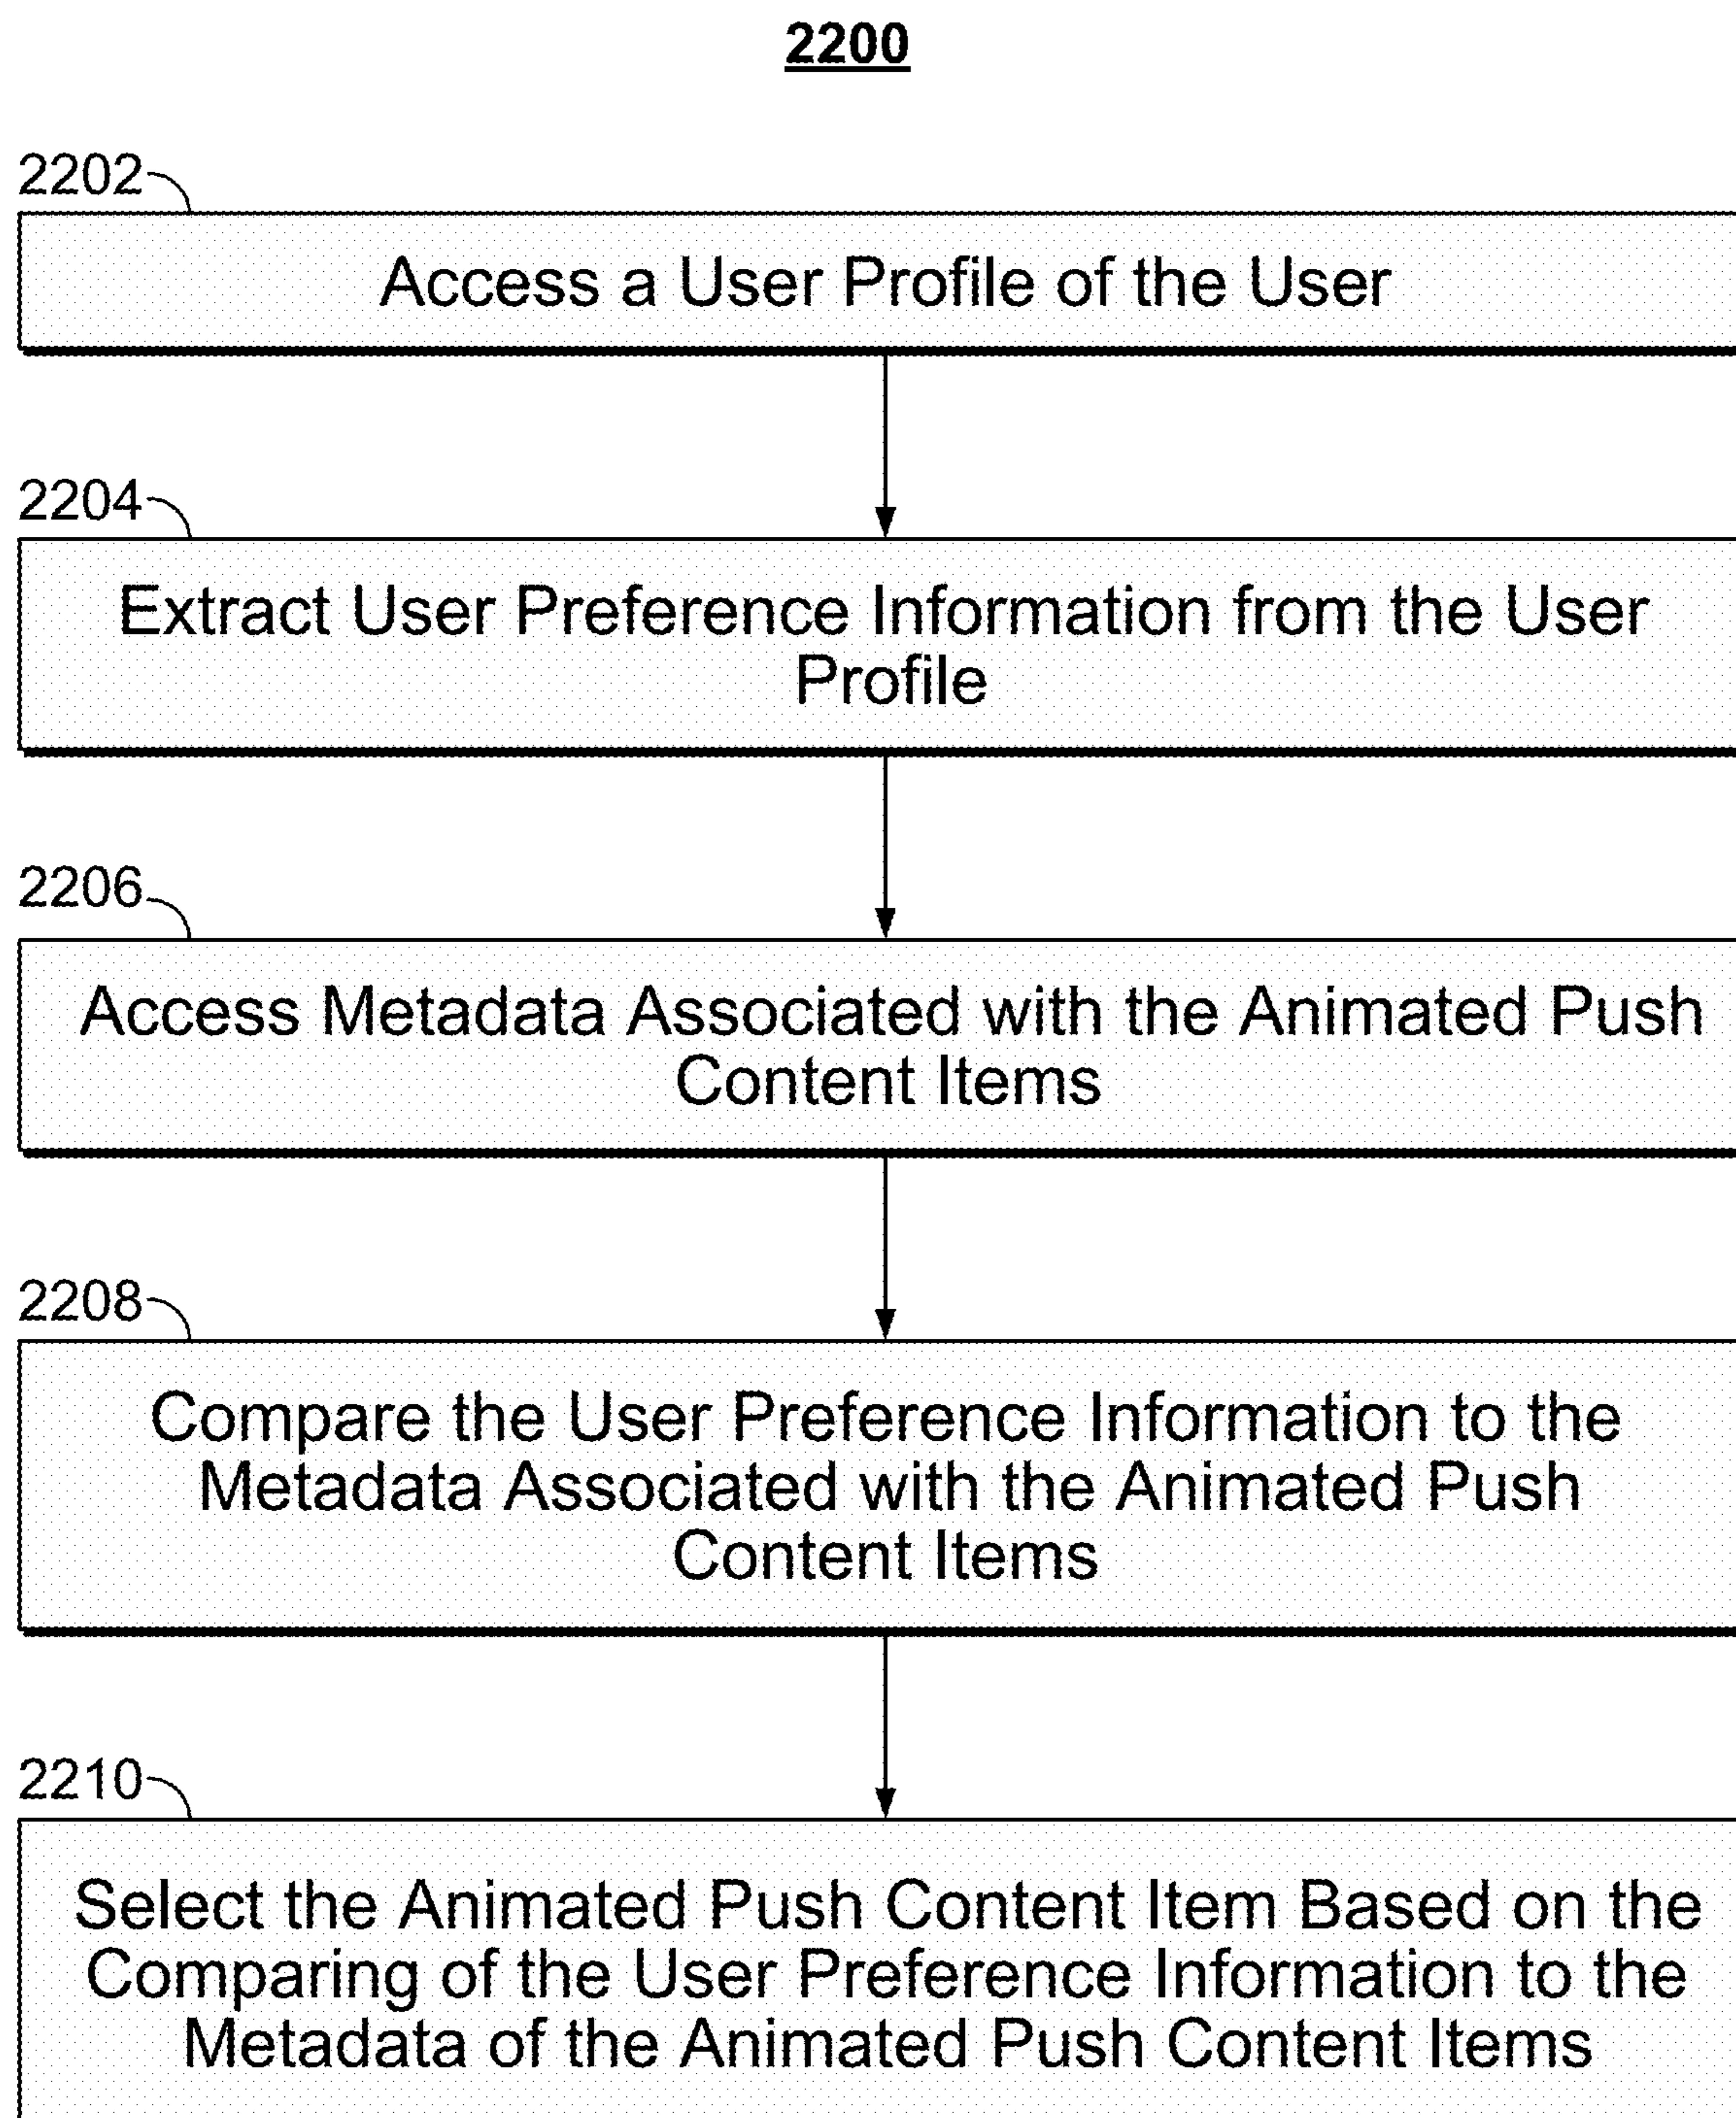 2200
2202
Access a User Profile of the User
2204
Extract User Preference Information from the User
Profile
2206
Access Metadata Associated with the Animated Push
Content Items
2208
Compare the User Preference Information to the
Metadata Associated with the Animated Push
Content Items
2210
Select the Animated Push Content Item Based on the
Comparing of the User Preference Information to the
Metadata of the Animated Push Content Items